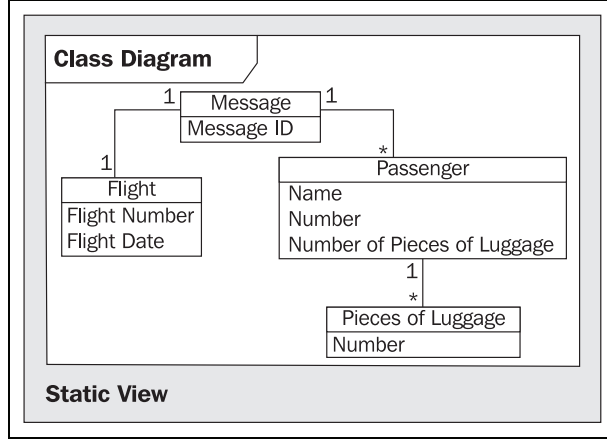 Class Diagram
1 Message 1
Message ID
1
*
Flight
Flight Number
Flight Date
Passenger
Name
Number
Number of Pieces of Luggage
1
*
Pieces of Luggage
Number
Static View